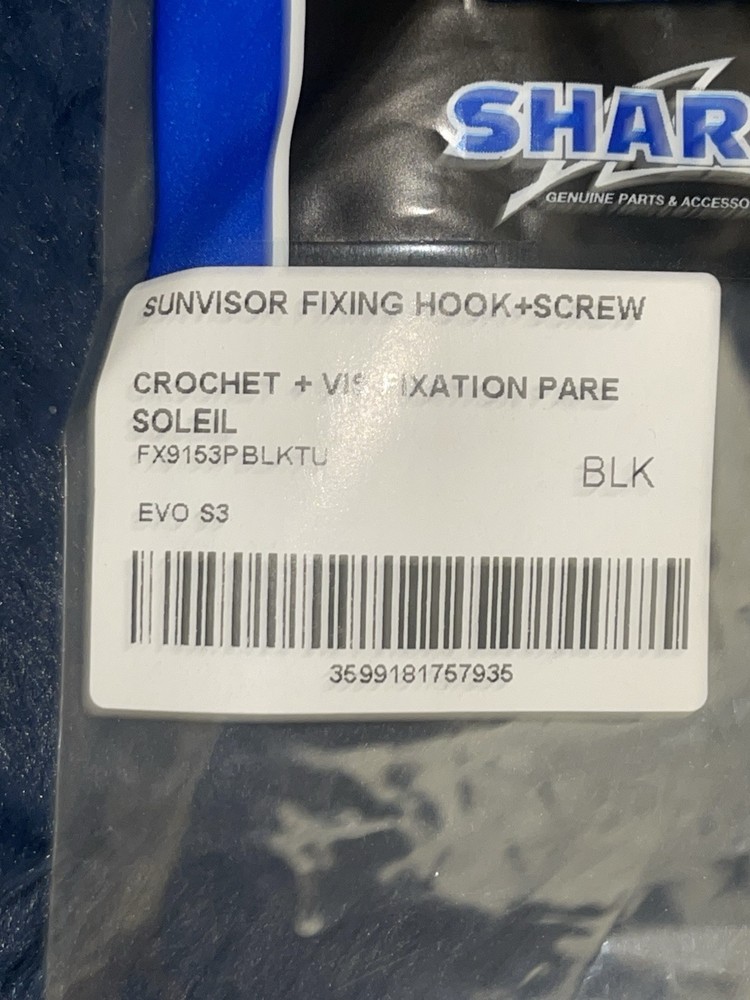 SHAR
GENUINE PARTS & ACCESSO
SUNVISOR FIXING HOOK+SCREW
CROCHET + VIS FIXATION PARE
SOLEIL
FX9153PBLKTU
BLK
EVO S3
3599181757935